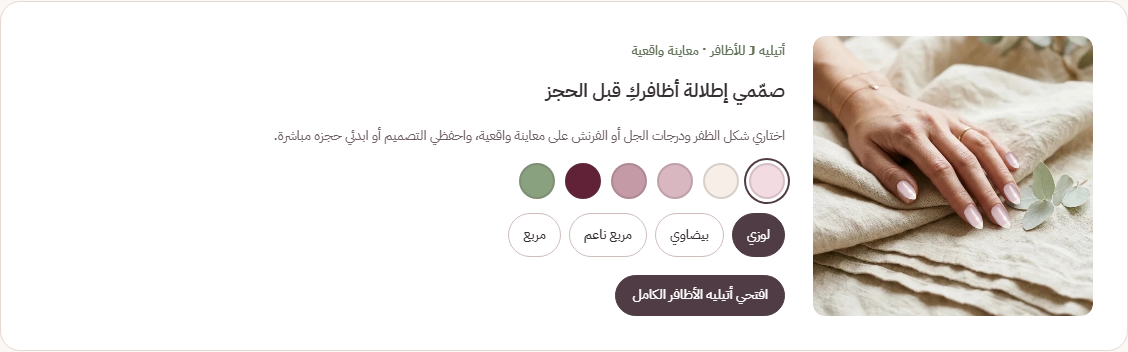 أتيليه J للأظافر · معاينة واقعية
صمّمي إطلالة أظافركِ قبل الحجز
اختاري شكل الظفر ودرجات الجل أو الفرنش على معاينة واقعية، واحفظي التصميم أو ابدئي حجزه مباشرة.
لوزي
بيضاوي
مربع ناعم
مربع
افتحي أتيليه الأظافر الكامل